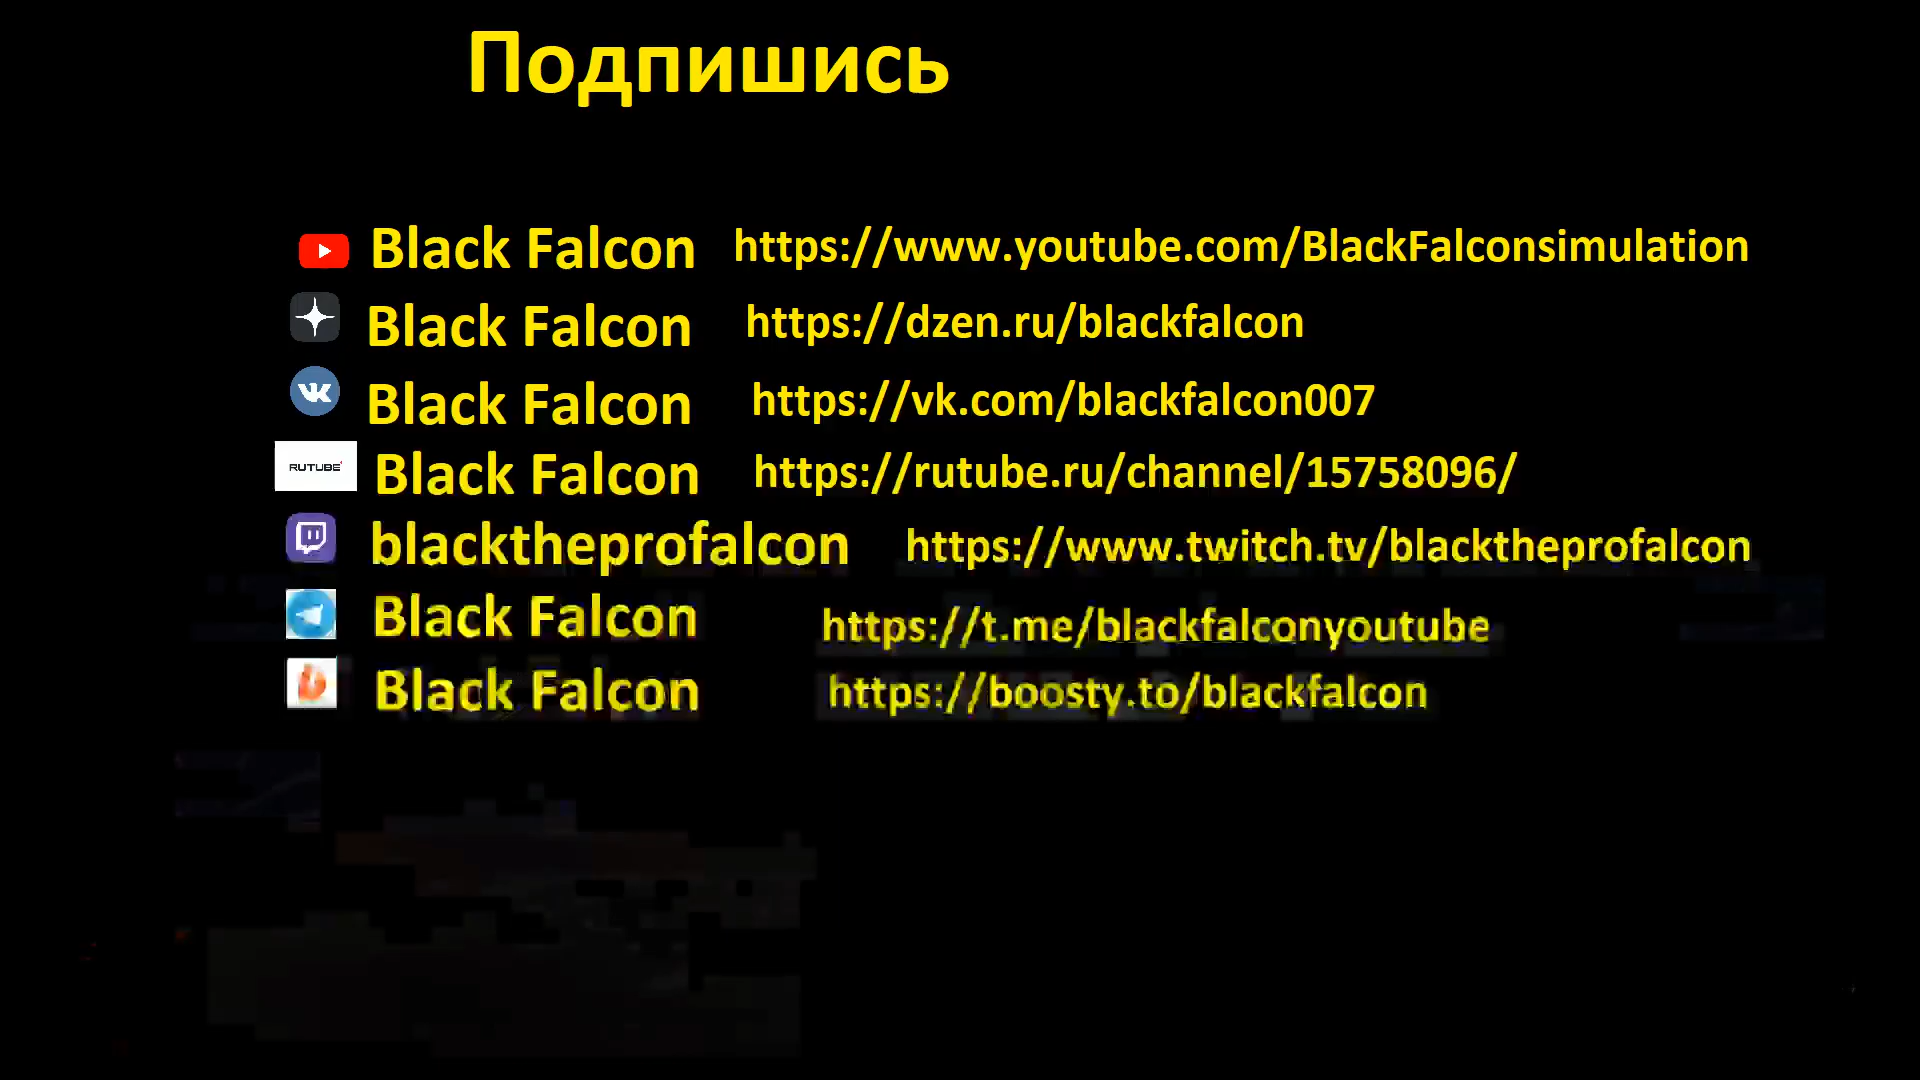 Подпишись
Black Falcon https://www.youtube.com/BlackFalconsimulation
Black Falcon https://dzen.ru/blackfalcon
Black Falcon https://vk.com/blackfalcon007
RUTUBE Black Falcon https://rutube.ru/channel/15758096/
blacktheprofalcon https://www.twitch.tv/blacktheprofalcon
Black Falcon https://t.me/blackfalconyoutube
Black Falcon https://boosty.to/blackfalcon